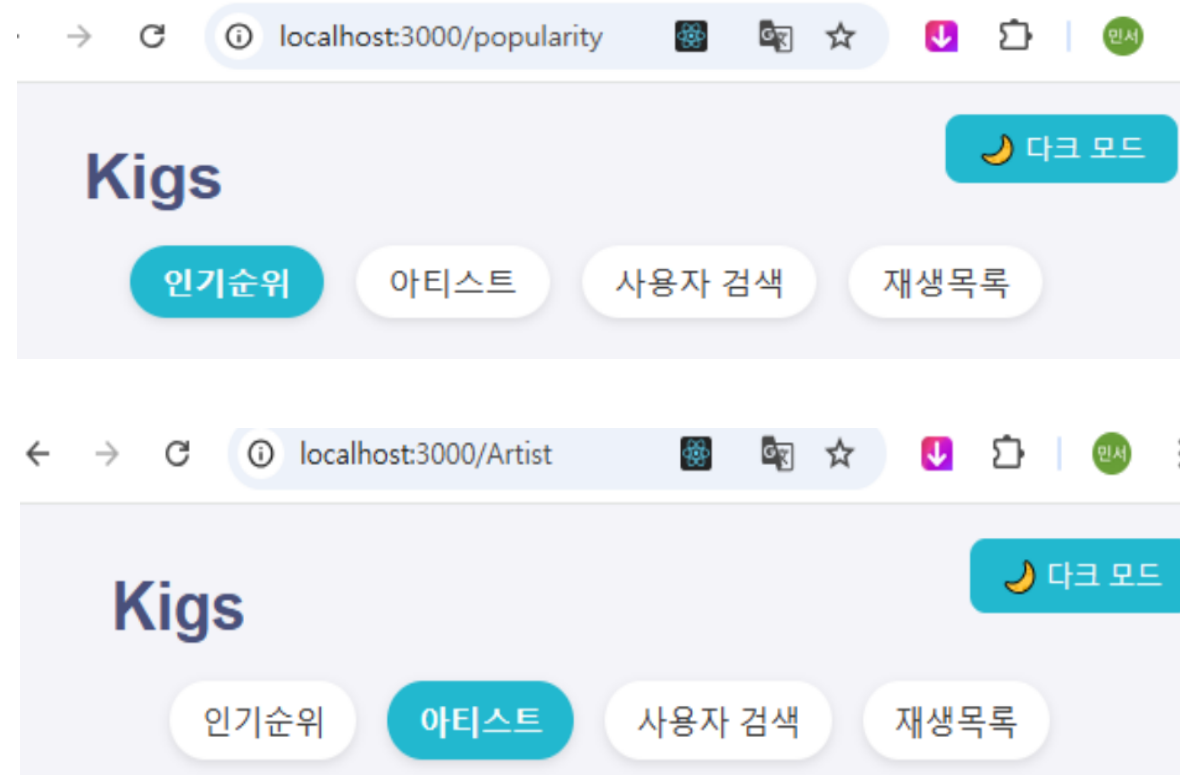 localhost:3000/popularity
민서
🌙 다크 모드
Kigs
인기순위 아티스트 사용자 검색 재생목록
localhost:3000/Artist
민서
🌙 다크 모드
Kigs
인기순위 아티스트 사용자 검색 재생목록